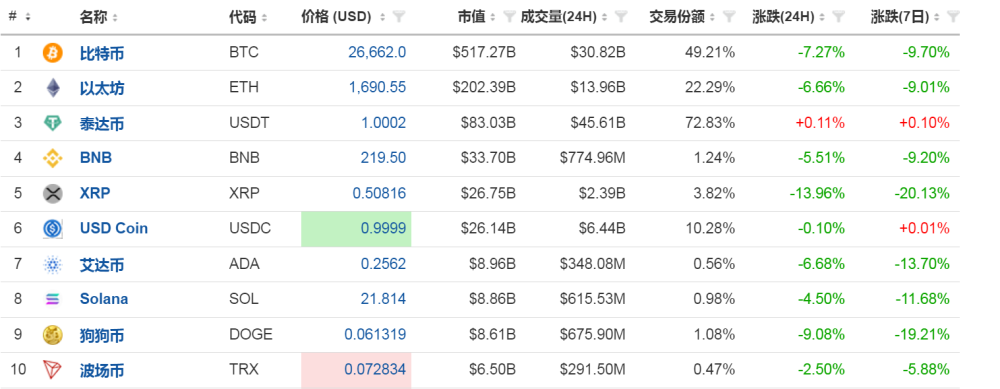 # 名称 代码 价格 (USD) 市值 成交量(24H) 交易份额 涨跌(24H) 涨跌(7日)
1 比特币 BTC 26,662.0 $517.27B $30.82B 49.21% -7.27% -9.70%
2 以太坊 ETH 1,690.55 $202.39B $13.96B 22.29% -6.66% -9.01%
3 泰达币 USDT 1.0002 $83.03B $45.61B 72.83% +0.11% +0.10%
4 BNB BNB 219.50 $33.70B $774.96M 1.24% -5.51% -9.20%
5 XRP XRP 0.50816 $26.75B $2.39B 3.82% -13.96% -20.13%
6 USD Coin USDC 0.9999 $26.14B $6.44B 10.28% -0.10% +0.01%
7 艾达币 ADA 0.2562 $8.96B $348.08M 0.56% -6.68% -13.70%
8 Solana SOL 21.814 $8.86B $615.53M 0.98% -4.50% -11.68%
9 狗狗币 DOGE 0.061319 $8.61B $675.90M 1.08% -9.08% -19.21%
10 波场币 TRX 0.072834 $6.50B $291.50M 0.47% -2.50% -5.88%